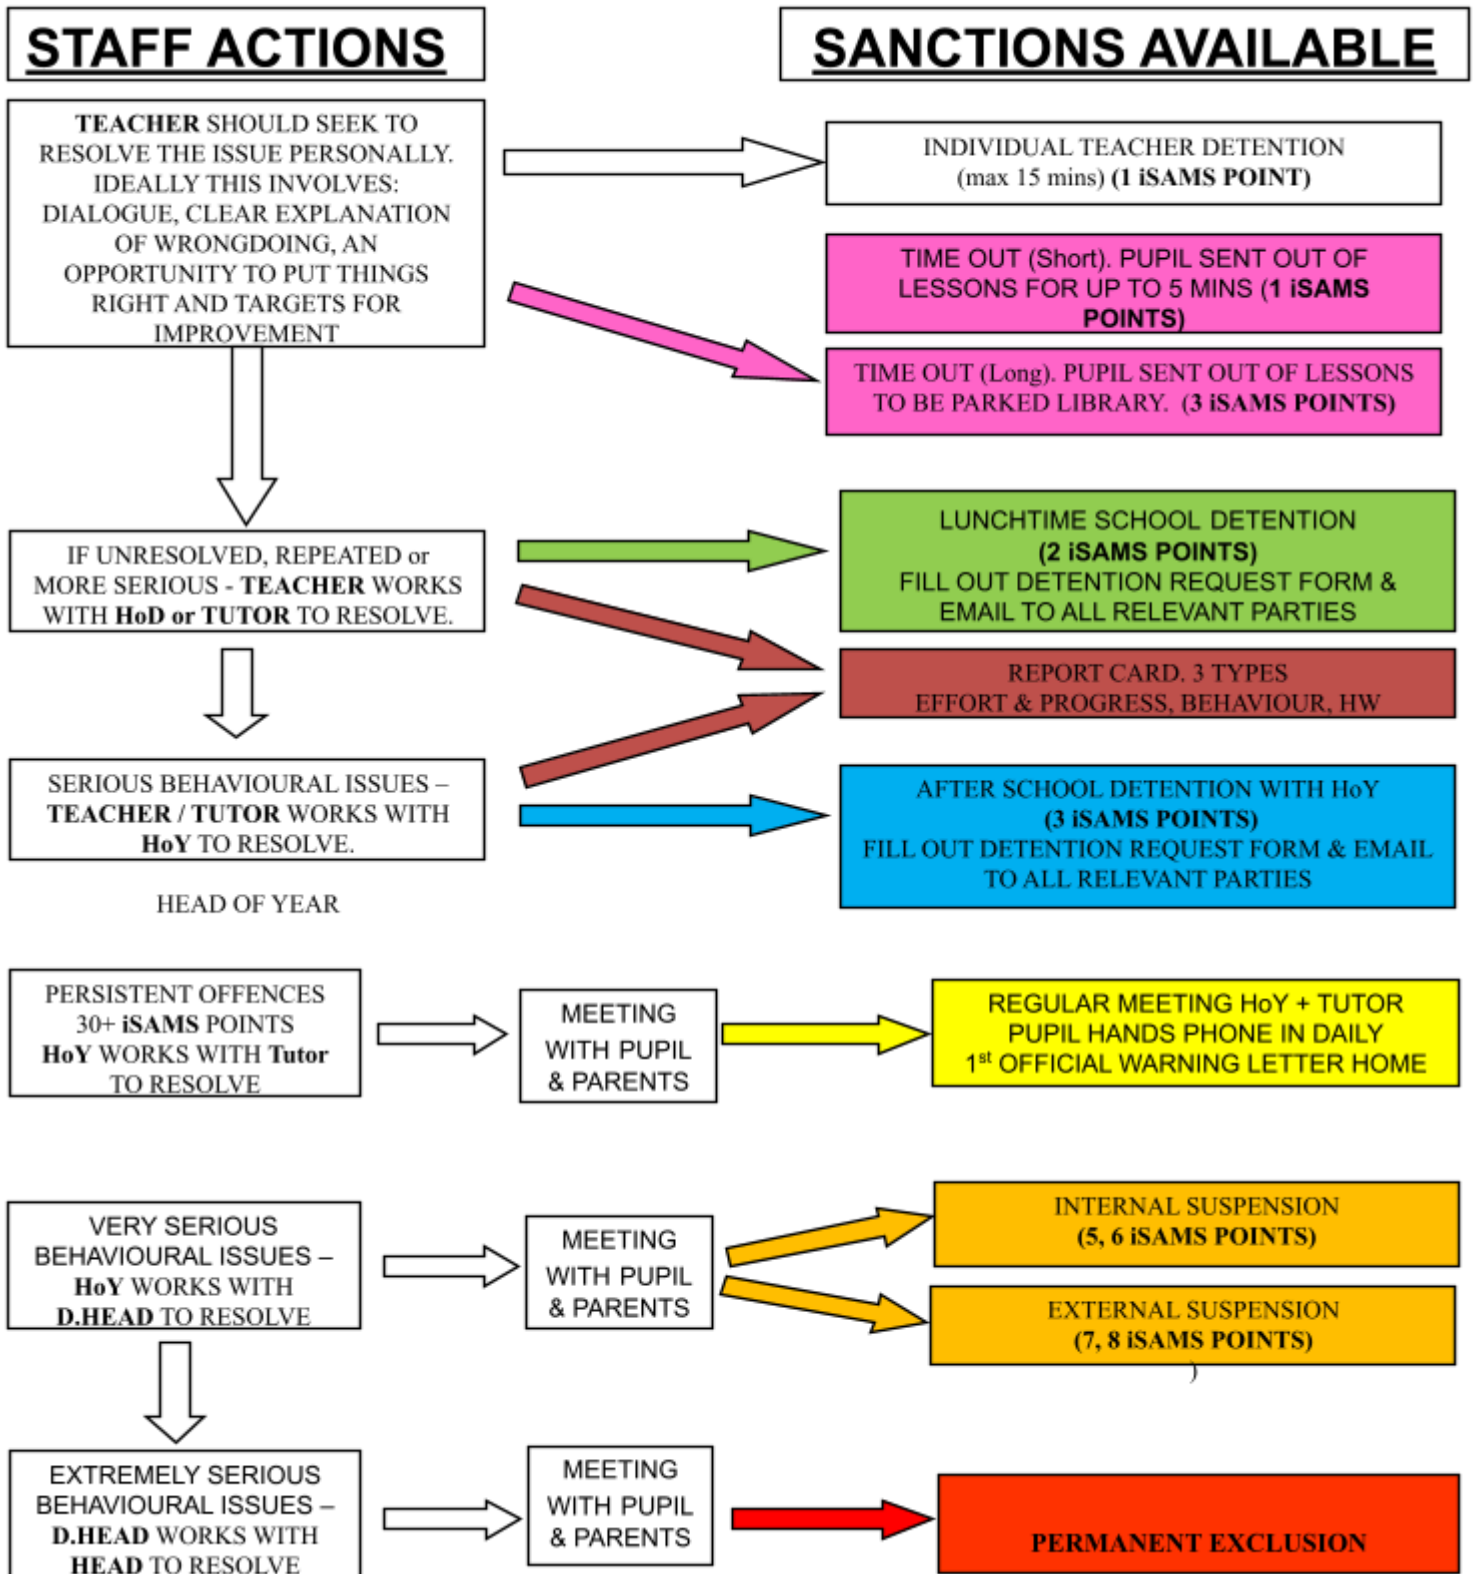 STAFF ACTIONS
SANCTIONS AVAILABLE
TEACHER SHOULD SEEK TO
RESOLVE THE ISSUE PERSONALLY.
IDEALLY THIS INVOLVES:
DIALOGUE, CLEAR EXPLANATION
OF WRONGDOING, AN
OPPORTUNITY TO PUT THINGS
RIGHT AND TARGETS FOR
IMPROVEMENT
INDIVIDUAL TEACHER DETENTION
(max 15 mins) (1 iSAMS POINT)
TIME OUT (Short). PUPIL SENT OUT OF
LESSONS FOR UP TO 5 MINS (1 iSAMS
POINTS)
TIME OUT (Long). PUPIL SENT OUT OF LESSONS
TO BE PARKED LIBRARY. (3 iSAMS POINTS)
IF UNRESOLVED, REPEATED or
MORE SERIOUS - TEACHER WORKS
WITH HoD or TUTOR TO RESOLVE.
LUNCHTIME SCHOOL DETENTION
(2 iSAMS POINTS)
FILL OUT DETENTION REQUEST FORM &
EMAIL TO ALL RELEVANT PARTIES
REPORT CARD. 3 TYPES
EFFORT & PROGRESS, BEHAVIOUR, HW
SERIOUS BEHAVIOURAL ISSUES –
TEACHER / TUTOR WORKS WITH
HoY TO RESOLVE.
AFTER SCHOOL DETENTION WITH HoY
(3 iSAMS POINTS)
FILL OUT DETENTION REQUEST FORM & EMAIL
TO ALL RELEVANT PARTIES
HEAD OF YEAR
PERSISTENT OFFENCES
30+ iSAMS POINTS
HoY WORKS WITH Tutor
TO RESOLVE
MEETING
WITH PUPIL
& PARENTS
REGULAR MEETING HoY + TUTOR
PUPIL HANDS PHONE IN DAILY
1st OFFICIAL WARNING LETTER HOME
VERY SERIOUS
BEHAVIOURAL ISSUES –
HoY WORKS WITH
D.HEAD TO RESOLVE
MEETING
WITH PUPIL
& PARENTS
INTERNAL SUSPENSION
(5, 6 iSAMS POINTS)
EXTERNAL SUSPENSION
(7, 8 iSAMS POINTS)
)
EXTREMELY SERIOUS
BEHAVIOURAL ISSUES –
D.HEAD WORKS WITH
HEAD TO RESOLVE
MEETING
WITH PUPIL
& PARENTS
PERMANENT EXCLUSION